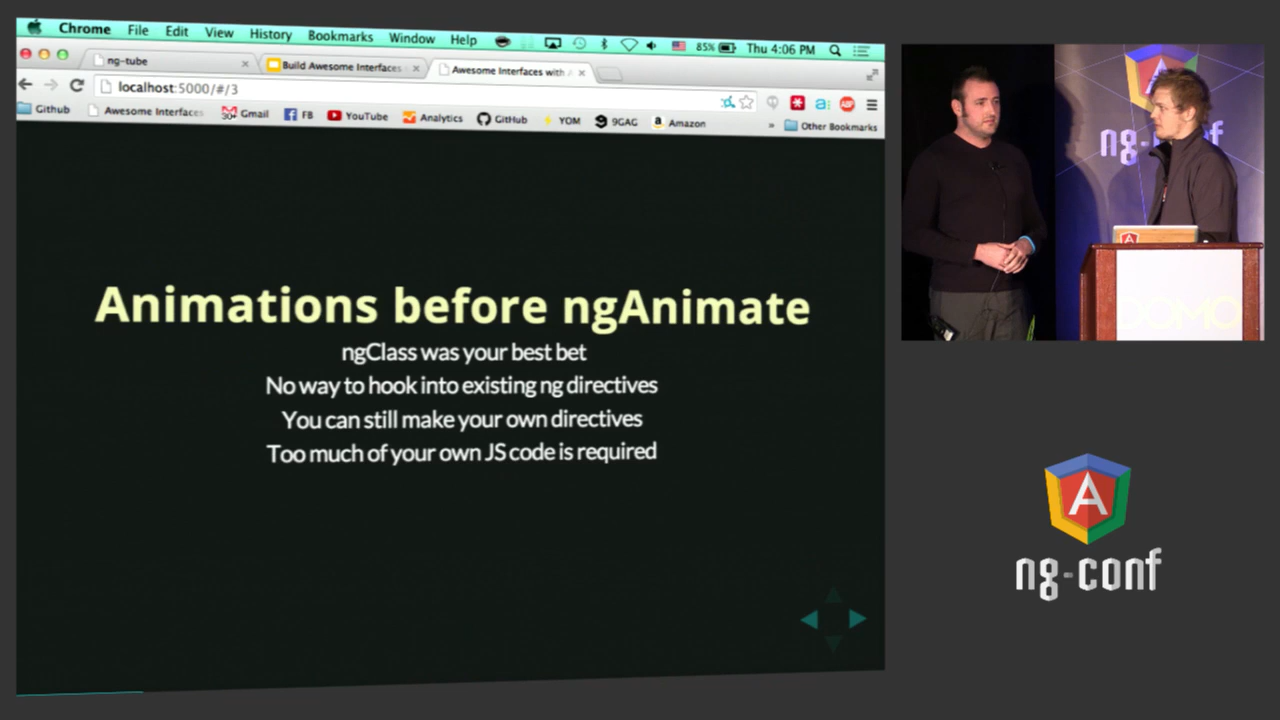 Chrome File Edit View History Bookmarks Window Help 85% Thu 4:06 PM
ng-tube
Build Awesome Interfaces
Awesome Interfaces with
localhost:5000/#/3
Github Awesome Interfaces Gmail FB YouTube Analytics GitHub YOM 9GAG Amazon » Other Bookmarks
Animations before ngAnimate
ngClass was your best bet
No way to hook into existing ng directives
You can still make your own directives
Too much of your own JS code is required
ng-conf
DOMO
A
ng-conf